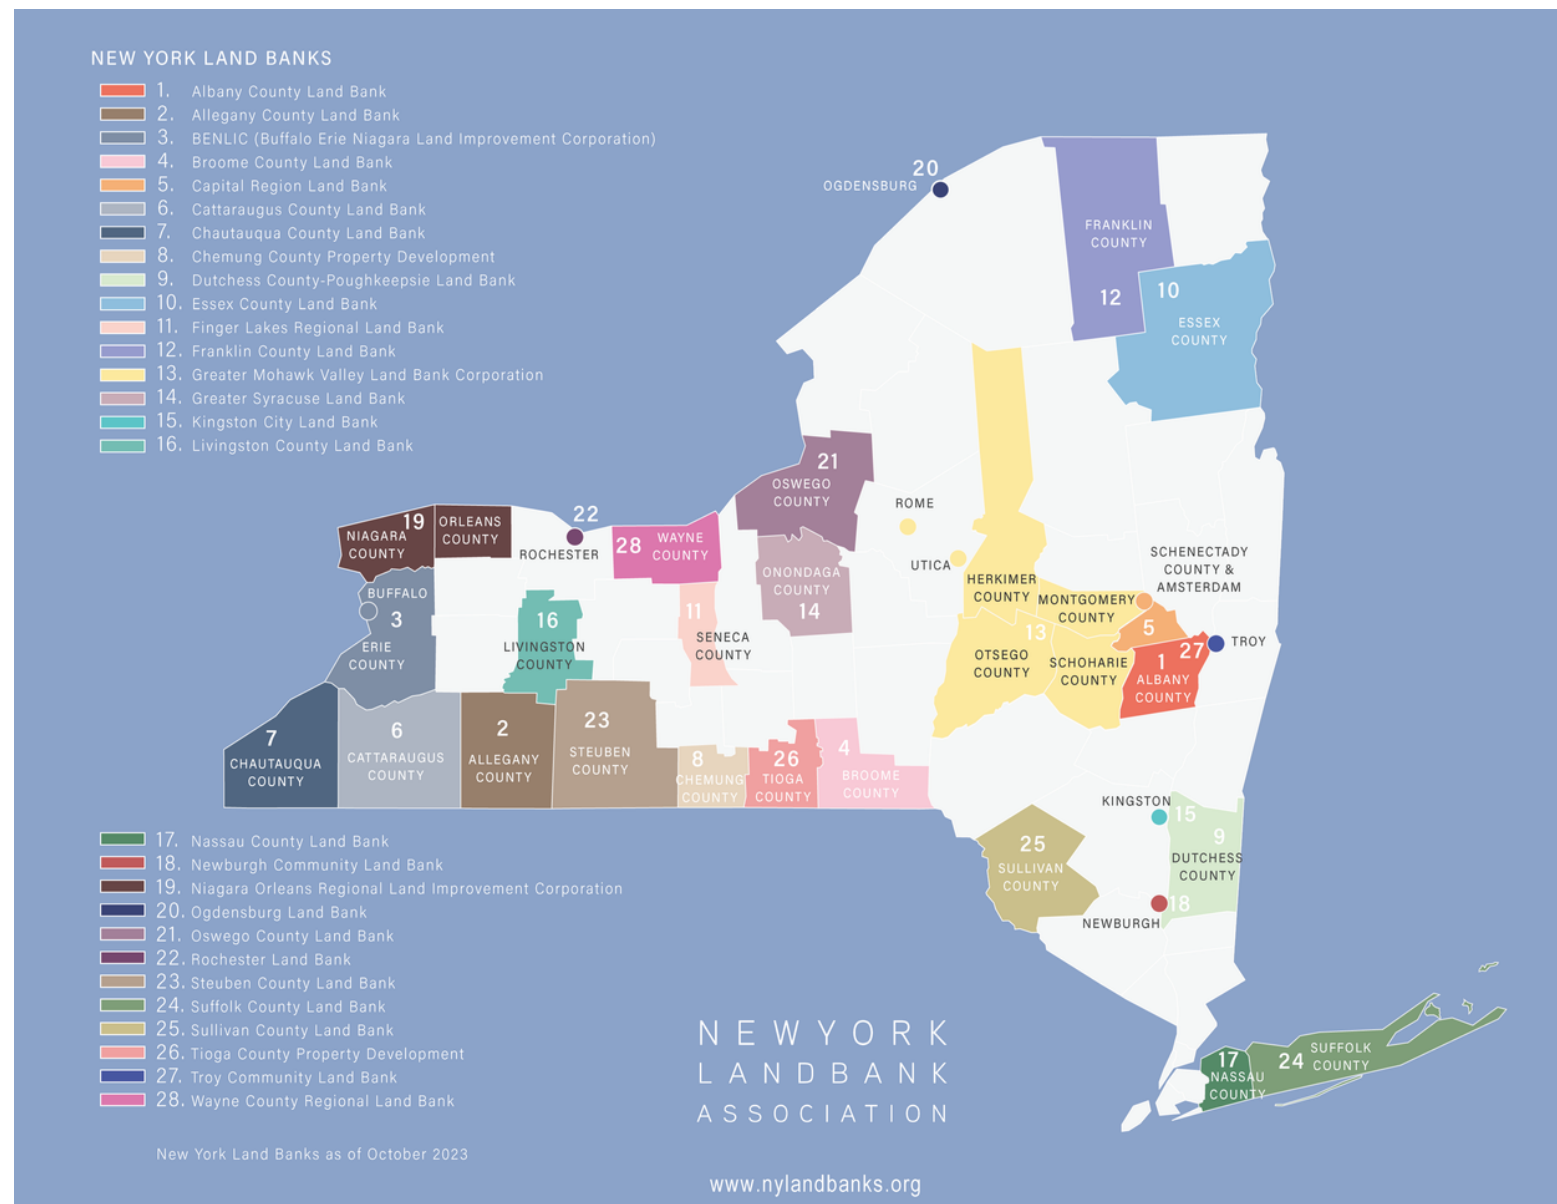 NEW YORK LAND BANKS
1. Albany County Land Bank
2. Allegany County Land Bank
3. BENLIC (Buffalo Erie Niagara Land Improvement Corporation)
4. Broome County Land Bank
5. Capital Region Land Bank
6. Cattaraugus County Land Bank
7. Chautauqua County Land Bank
8. Chemung County Property Development
9. Dutchess County-Poughkeepsie Land Bank
10. Essex County Land Bank
11. Finger Lakes Regional Land Bank
12. Franklin County Land Bank
13. Greater Mohawk Valley Land Bank Corporation
14. Greater Syracuse Land Bank
15. Kingston City Land Bank
16. Livingston County Land Bank
20
OGDENSBURG
FRANKLIN
COUNTY
12
10
ESSEX
COUNTY
21
OSWEGO
COUNTY
ROME
UTICA
19
NIAGARA
COUNTY
ORLEANS
COUNTY
22
ROCHESTER
28
WAYNE
COUNTY
ONONDAGA
COUNTY
14
HERKIMER
COUNTY
MONTGOMERY
COUNTY
SCHENECTADY
COUNTY &
AMSTERDAM
BUFFALO
3
ERIE
COUNTY
16
LIVINGSTON
COUNTY
11
SENECA
COUNTY
13
OTSEGO
COUNTY
SCHOHARIE
COUNTY
5
27
TROY
1
ALBANY
COUNTY
7
CHAUTAUQUA
COUNTY
6
CATTARAUGUS
COUNTY
2
ALLEGANY
COUNTY
23
STEUBEN
COUNTY
8
CHEMUNG
COUNTY
26
TIOGA
COUNTY
4
BROOME
COUNTY
KINGSTON
15
9
DUTCHESS
COUNTY
25
SULLIVAN
COUNTY
18
NEWBURGH
17
NASSAU
COUNTY
24
SUFFOLK
COUNTY
17. Nassau County Land Bank
18. Newburgh Community Land Bank
19. Niagara Orleans Regional Land Improvement Corporation
20. Ogdensburg Land Bank
21. Oswego County Land Bank
22. Rochester Land Bank
23. Steuben County Land Bank
24. Suffolk County Land Bank
25. Sullivan County Land Bank
26. Tioga County Property Development
27. Troy Community Land Bank
28. Wayne County Regional Land Bank
New York Land Banks as of October 2023
NEWYORK
LANDBANK
ASSOCIATION
www.nylandbanks.org